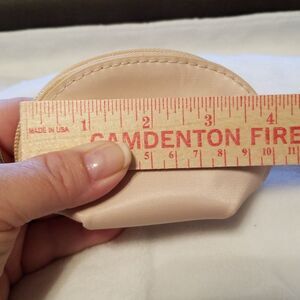 1 2 3 4
MADE IN USA
CAMDENTON FIRE
5 6 7 8 9 10 11